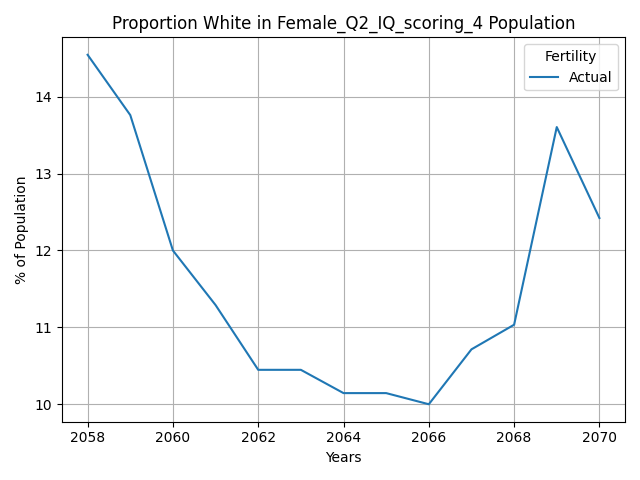 Proportion White in Female_Q2_IQ_scoring_4 Population
Fertility
Actual
% of Population
14
13
12
11
10
2058 2060 2062 2064 2066 2068 2070
Years